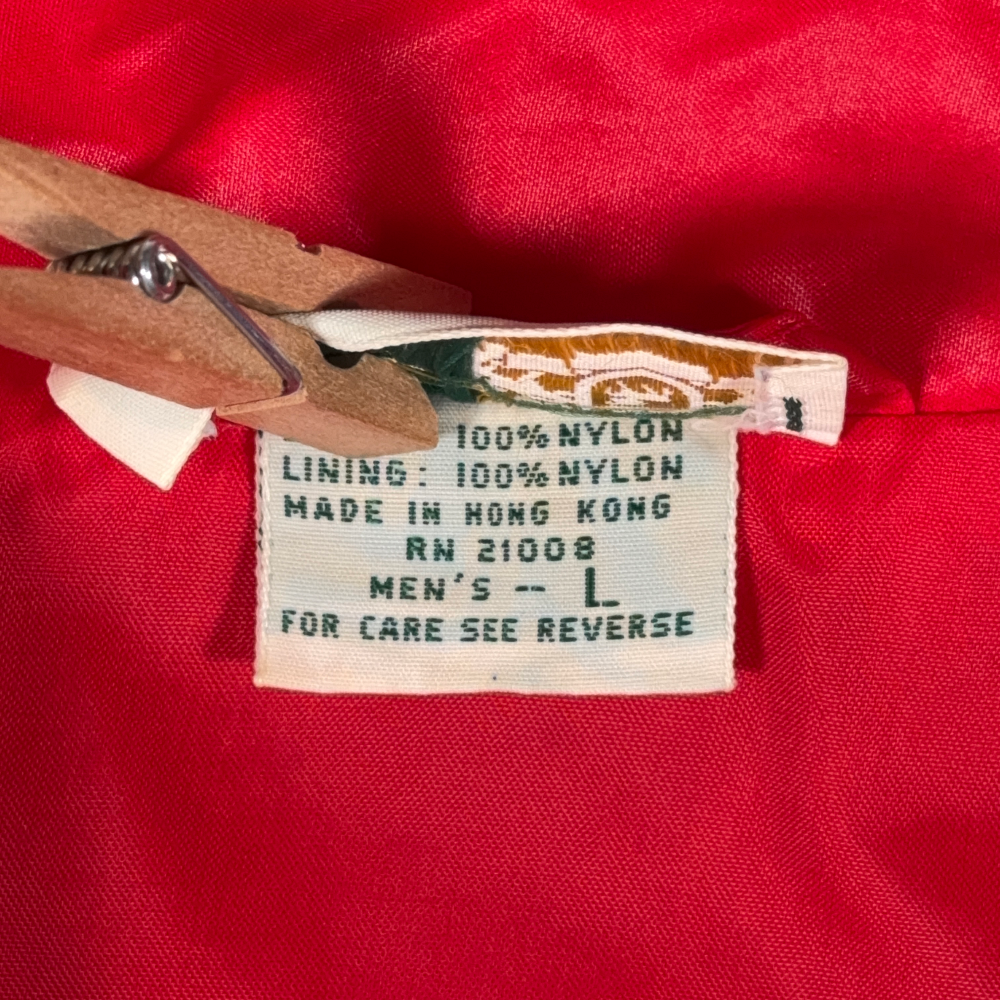 100% NYLON
LINING: 100% NYLON
MADE IN HONG KONG
RN 21008
MEN'S -- L
FOR CARE SEE REVERSE